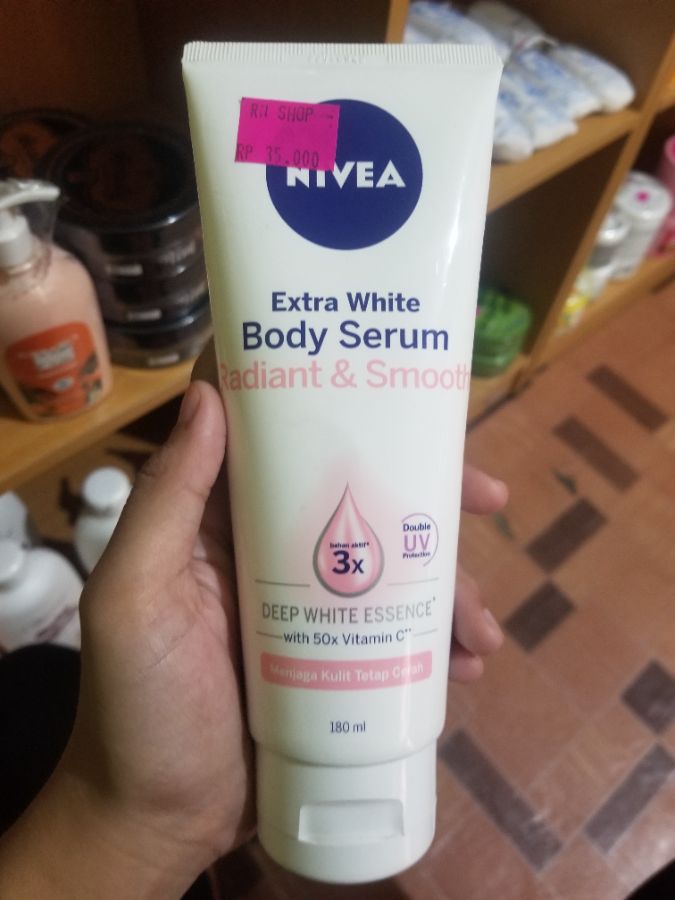 RN SHOP
RP 35.000
NIVEA
Extra White
Body Serum
Radiant & Smooth
bahan aktif*
3x
Double
UV
Protection
DEEP WHITE ESSENCE*
with 50x Vitamin C**
Menjaga Kulit Tetap Cerah
180 ml